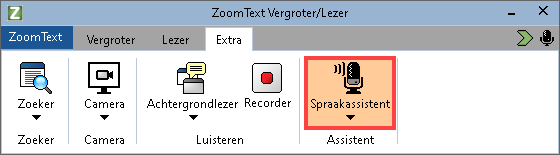 ZoomText Vergroter/Lezer
ZoomText Vergroter Lezer Extra
Zoeker Camera Achtergrondlezer Recorder Spraakassistent
Zoeker Camera Luisteren Assistent